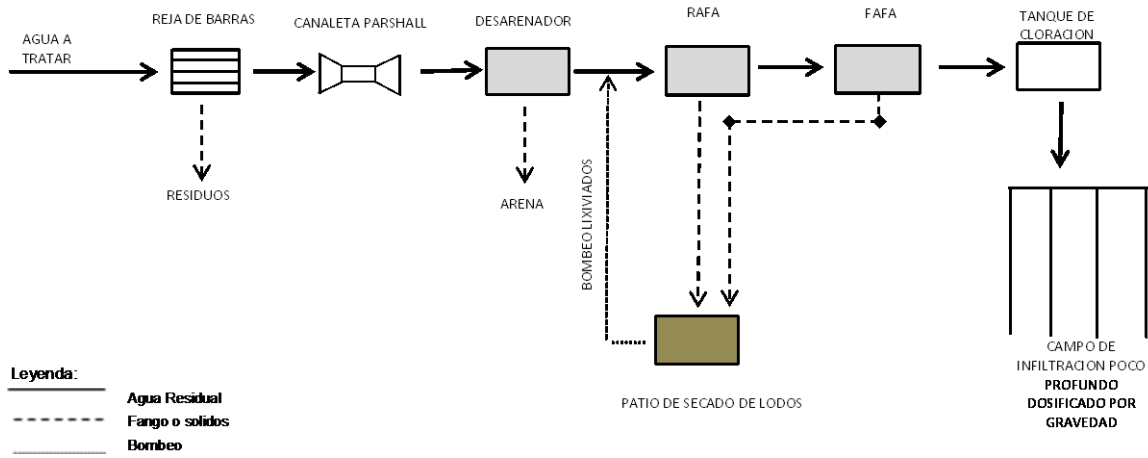 REJA DE BARRAS
CANALETA PARSHALL
DESARENADOR
RAFA
FAFA
TANQUE DE
CLORACION
AGUA A
TRATAR
RESIDUOS
ARENA
BOMBEO LIXIVIADOS
PATIO DE SECADO DE LODOS
CAMPO DE
INFILTRACION POCO
PROFUNDO
DOSIFICADO POR
GRAVEDAD
Leyenda:
Agua Residual
Fango o solidos
Bombeo